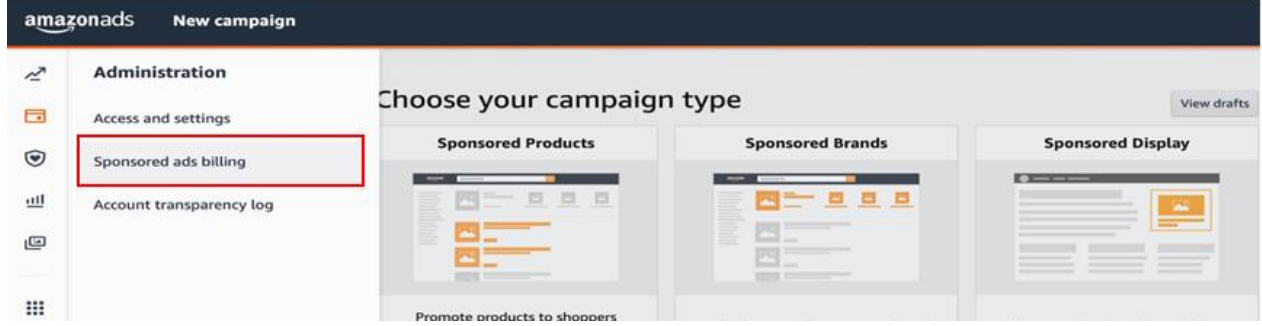 amazonads New campaign
Administration
Access and settings
Sponsored ads billing
Account transparency log
Choose your campaign type
View drafts
Sponsored Products
Sponsored Brands
Sponsored Display
Promote products to shoppers